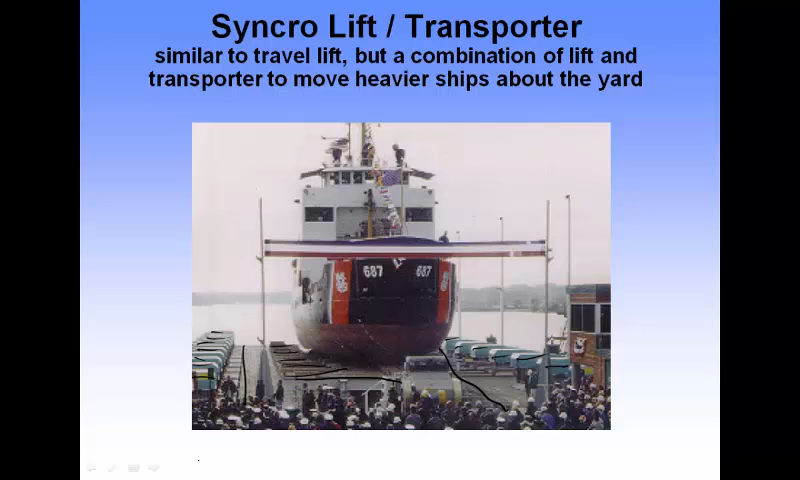 Syncro Lift / Transporter
similar to travel lift, but a combination of lift and
transporter to move heavier ships about the yard
687 687